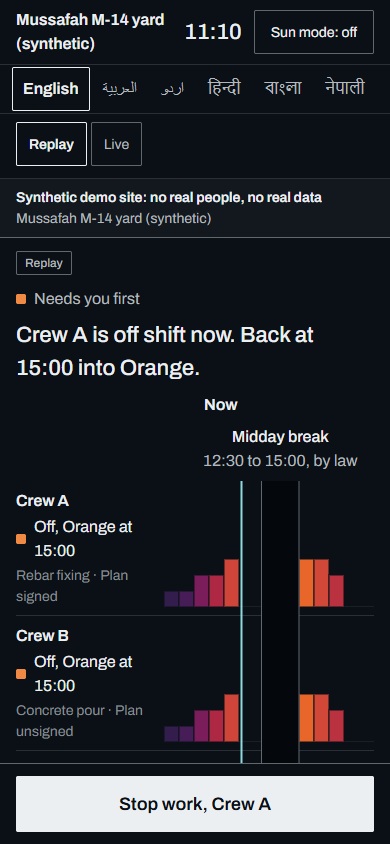 Mussafah M-14 yard
(synthetic)
11:10
Sun mode: off
English
العربية
اردو
हिन्दी
বাংলা
नेपाली
Replay
Live
Synthetic demo site: no real people, no real data
Mussafah M-14 yard (synthetic)
Replay
Needs you first
Crew A is off shift now. Back at
15:00 into Orange.
Now
Midday break
12:30 to 15:00, by law
Crew A
Off, Orange at
15:00
Rebar fixing · Plan
signed
Crew B
Off, Orange at
15:00
Concrete pour · Plan
unsigned
Stop work, Crew A